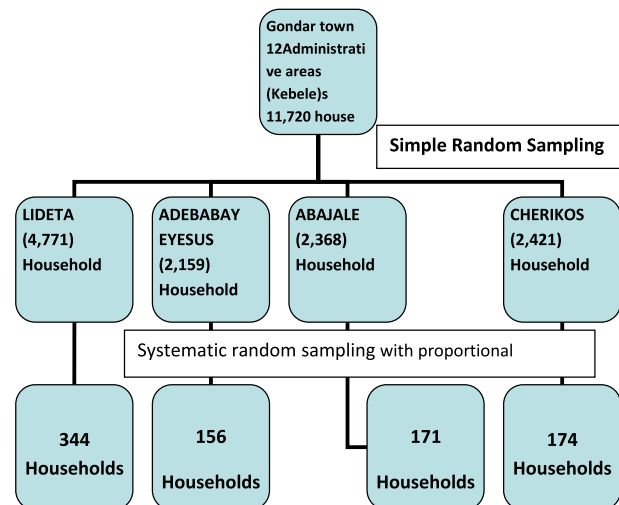 Gondar town
12Administrati
ve areas
(Kebele)s
11,720 house
Simple Random Sampling
LIDETA
(4,771)
Household
ADEBABAY
EYESUS
(2,159)
Household
ABAJALE
(2,368)
Household
CHERIKOS
(2,421)
Household
Systematic random sampling with proportional
344
Households
156
Households
171
Households
174
Households